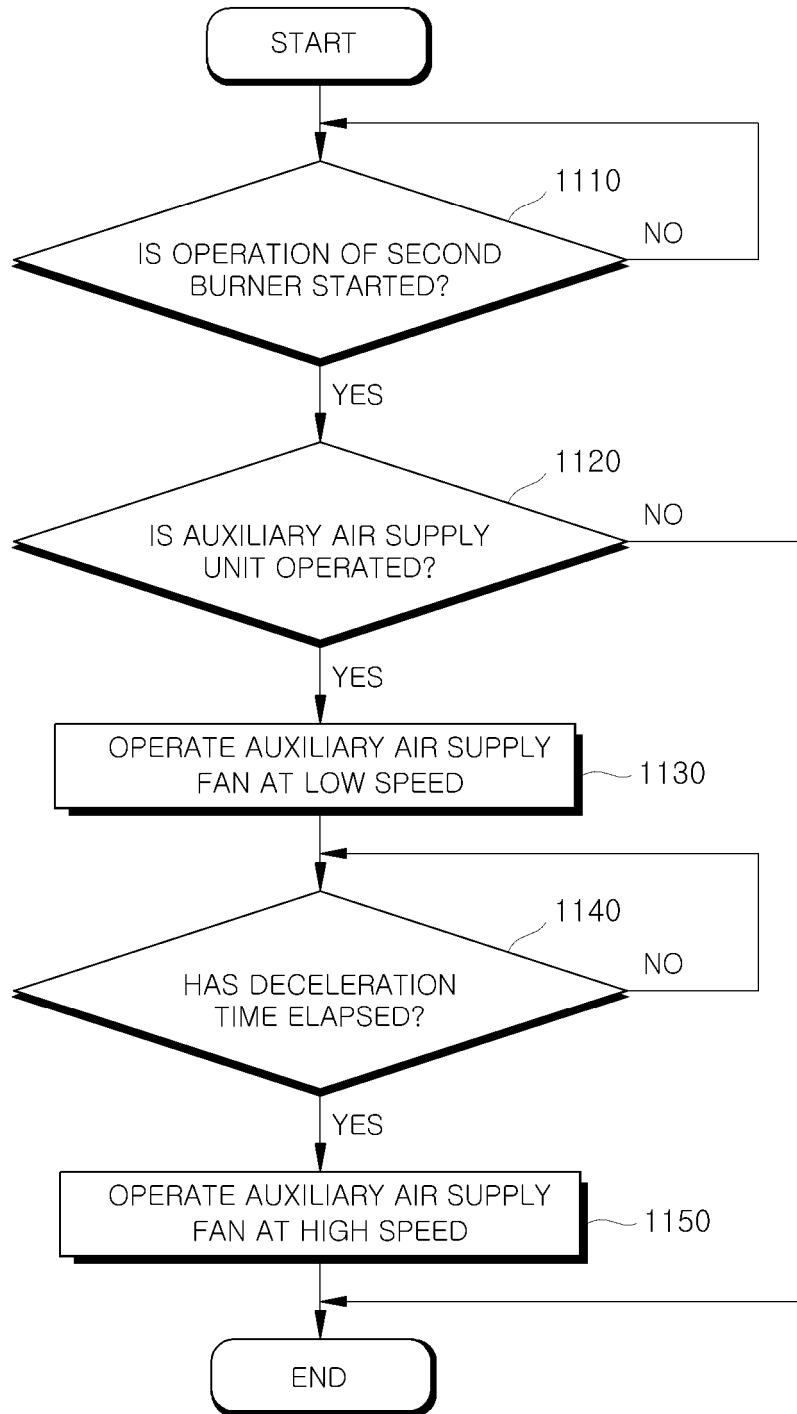 START
1110
IS OPERATION OF SECOND
BURNER STARTED?
NO
YES
1120
IS AUXILIARY AIR SUPPLY
UNIT OPERATED?
NO
YES
OPERATE AUXILIARY AIR SUPPLY
FAN AT LOW SPEED
1130
1140
HAS DECELERATION
TIME ELAPSED?
NO
YES
OPERATE AUXILIARY AIR SUPPLY
FAN AT HIGH SPEED
1150
END